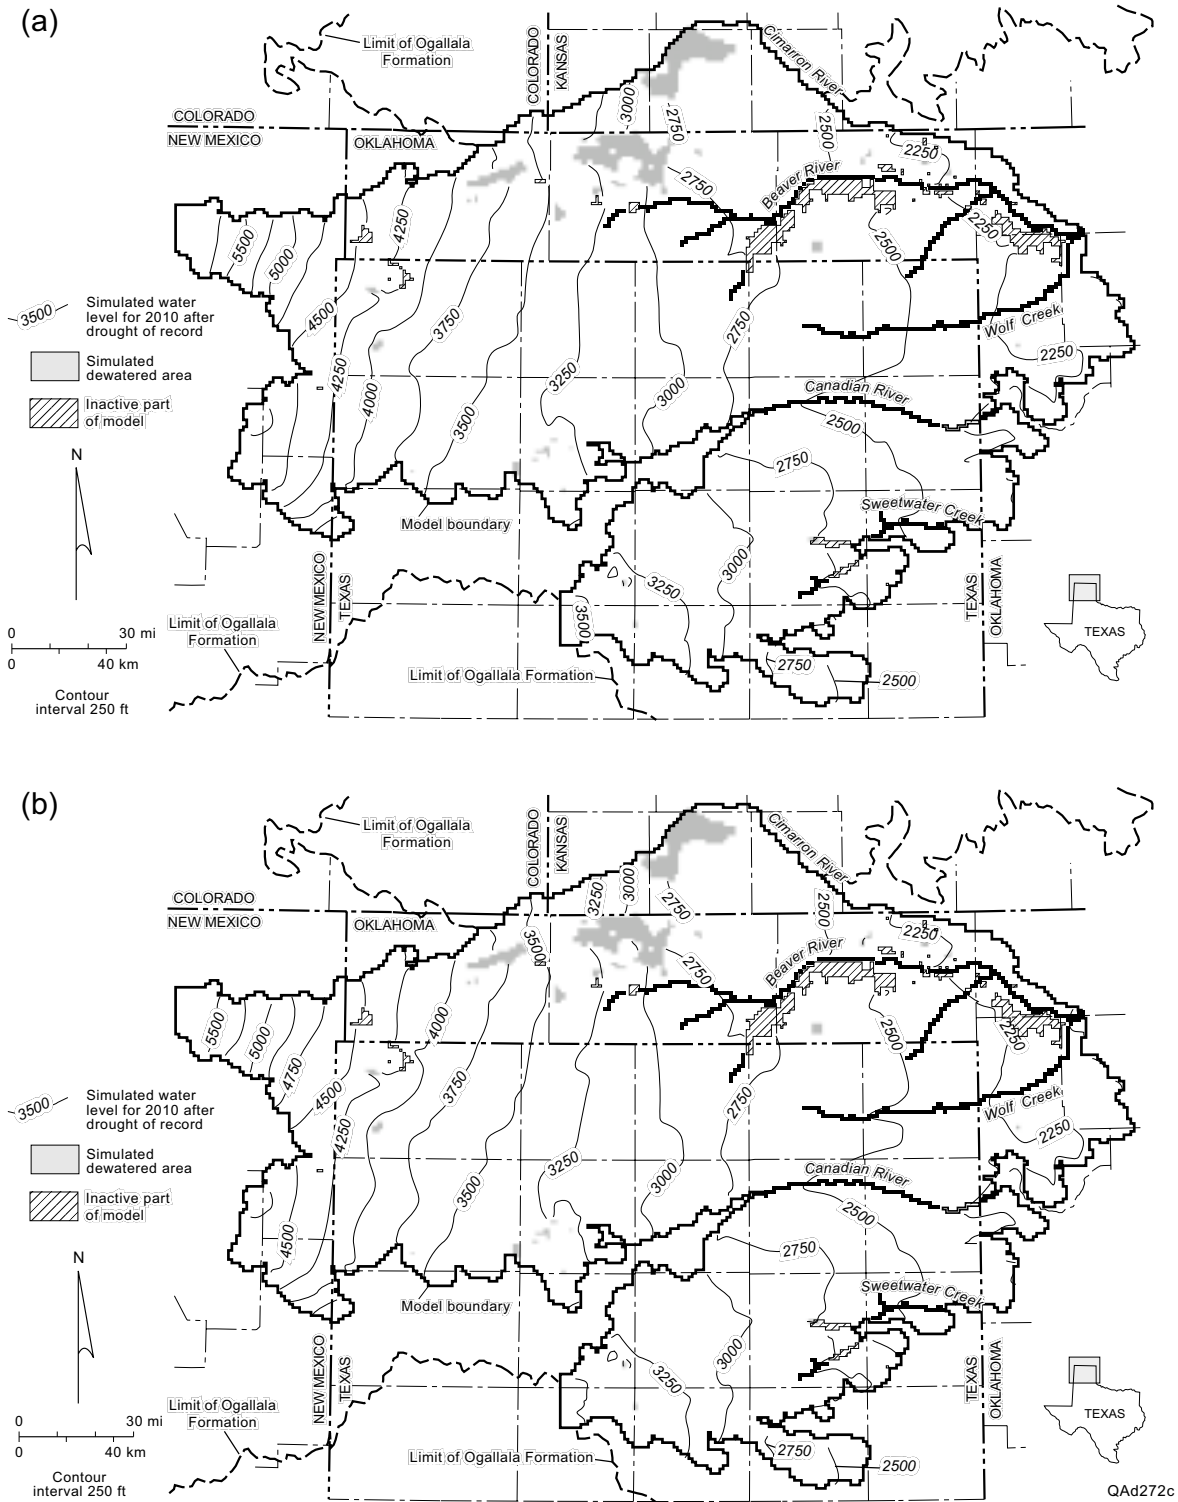 (a)
Limit of Ogallala
Formation
COLORADO
KANSAS
Cimarron River
3000
2750
2500
COLORADO
NEW MEXICO
OKLAHOMA
2250
2750
Beaver River
4250
5500
5000
2250
2500
4500
3750
3500
Simulated water
level for 2010 after
drought of record
2750
Wolf Creek
2250
Simulated
dewatered area
4250
4000
3250
3000
Canadian River
Inactive part
of model
3500
2500
2750
N
Model boundary
Sweetwater Creek
NEW MEXICO
TEXAS
3000
3250
TEXAS
OKLAHOMA
3500
Limit of Ogallala
Formation
TEXAS
0 30 mi
0 40 km
Limit of Ogallala Formation
2750
2500
Contour
interval 250 ft
(b)
Limit of Ogallala
Formation
COLORADO
KANSAS
Cimarron River
3250
3000
2750
2500
COLORADO
NEW MEXICO
OKLAHOMA
2250
3500
2750
Beaver River
5500
5000
4750
4000
2500
2250
4500
3750
3500
Simulated water
level for 2010 after
drought of record
2750
Wolf Creek
4250
2250
Simulated
dewatered area
3250
3000
Canadian River
3500
Inactive part
of model
2500
4500
2750
N
Model boundary
Sweetwater Creek
NEW MEXICO
TEXAS
3000
3250
TEXAS
OKLAHOMA
Limit of Ogallala
Formation
TEXAS
0 30 mi
0 40 km
Limit of Ogallala Formation
2750
2500
Contour
interval 250 ft
QAd272c